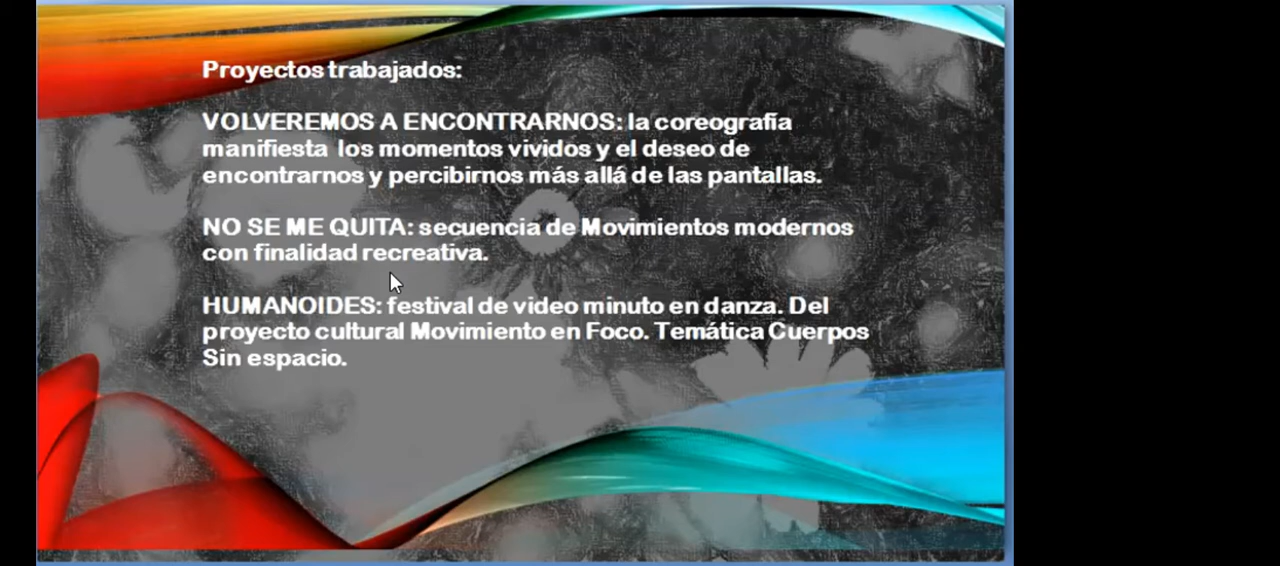 Proyectos trabajados:
VOLVEREMOS A ENCONTRARNOS: la coreografía
manifiesta los momentos vividos y el deseo de
encontrarnos y percibirnos más allá de las pantallas.
NO SE ME QUITA: secuencia de Movimientos modernos
con finalidad recreativa.
HUMANOIDES: festival de video minuto en danza. Del
proyecto cultural Movimiento en Foco. Temática Cuerpos
Sin espacio.